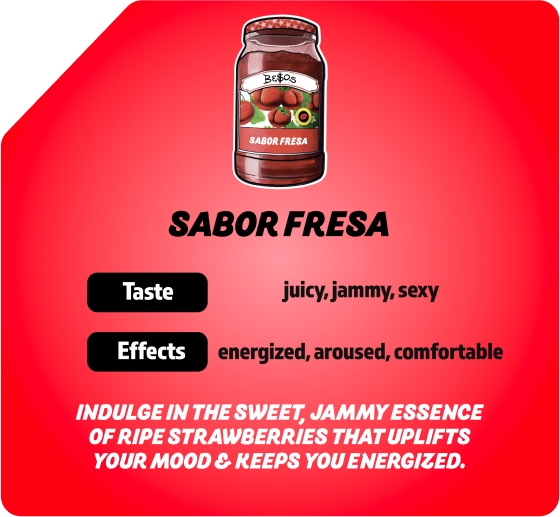 BE$OS
SABOR FRESA
SABOR FRESA
Taste juicy, jammy, sexy
Effects energized, aroused, comfortable
INDULGE IN THE SWEET, JAMMY ESSENCE
OF RIPE STRAWBERRIES THAT UPLIFTS
YOUR MOOD & KEEPS YOU ENERGIZED.